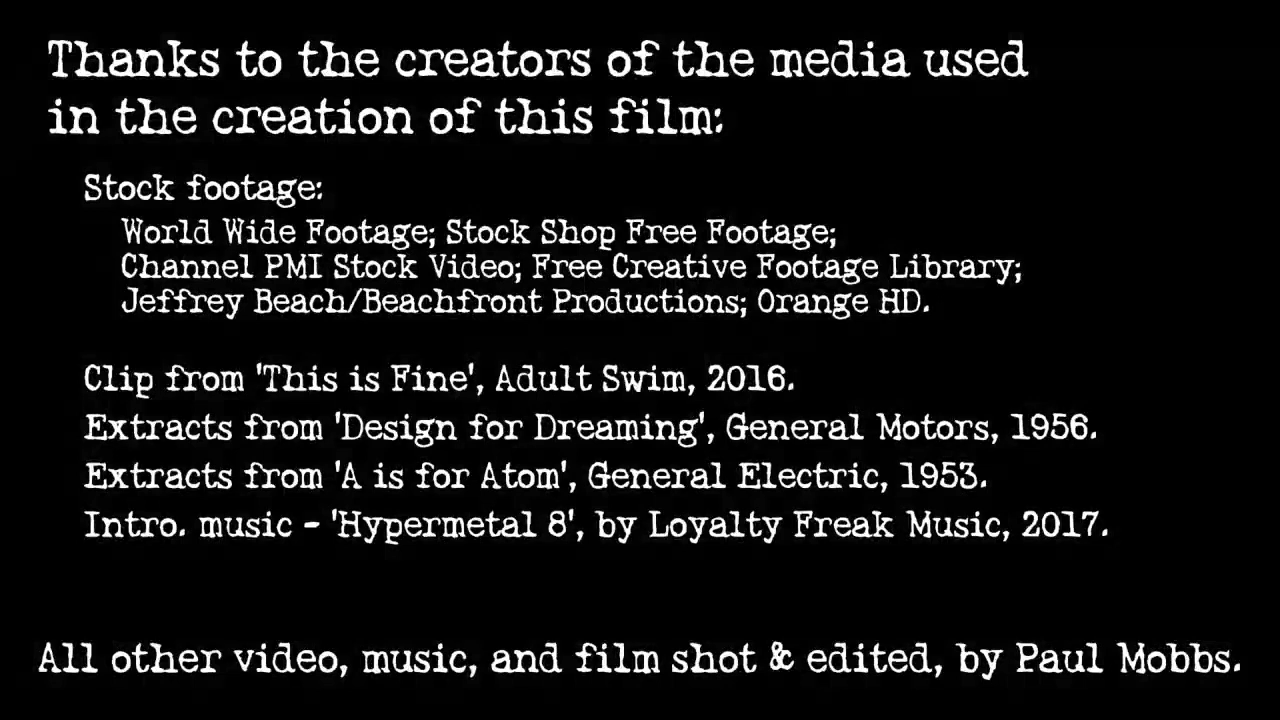 Thanks to the creators of the media used
in the creation of this film:
Stock footage:
World Wide Footage; Stock Shop Free Footage;
Channel PMI Stock Video; Free Creative Footage Library;
Jeffrey Beach/Beachfront Productions; Orange HD.
Clip from 'This is Fine', Adult Swim, 2016.
Extracts from 'Design for Dreaming', General Motors, 1956.
Extracts from 'A is for Atom', General Electric, 1953.
Intro. music - 'Hypermetal 8', by Loyalty Freak Music, 2017.
All other video, music, and film shot & edited, by Paul Mobbs.